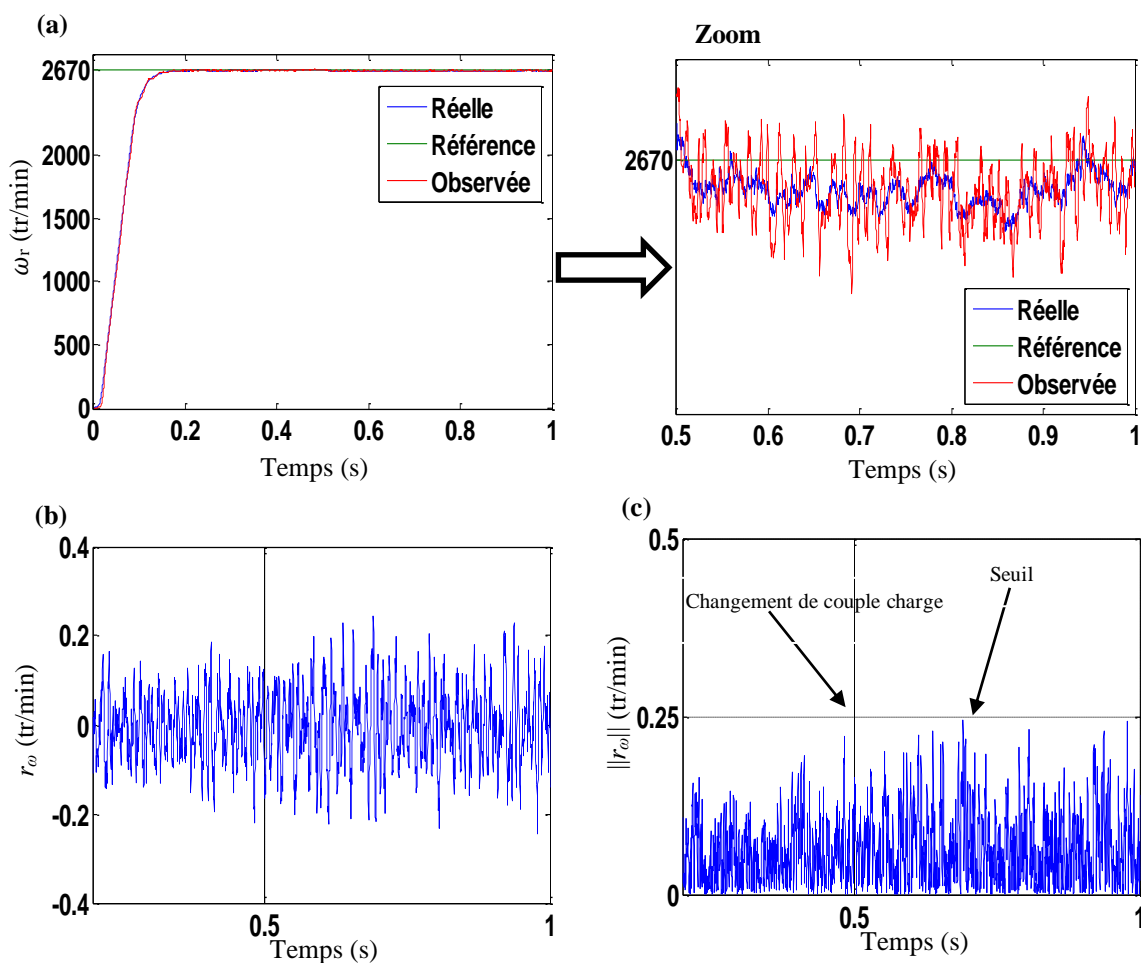 (a)
2670
2000
1500
1000
500
0
ωr (tr/min)
Réelle
Référence
Observée
0 0.2 0.4 0.6 0.8 1
Temps (s)
Zoom
2670
Réelle
Référence
Observée
0.5 0.6 0.7 0.8 0.9 1
Temps (s)
(b)
0.4
0.2
0
-0.2
-0.4
rω (tr/min)
0.5 1
Temps (s)
(c)
0.5
0.25
0
||rω|| (tr/min)
Seuil
Changement de couple charge
0.5 1
Temps (s)